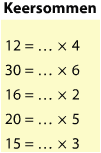 Keersommen
12 = ... × 4
30 = ... × 6
16 = ... × 2
20 = ... × 5
15 = ... × 3